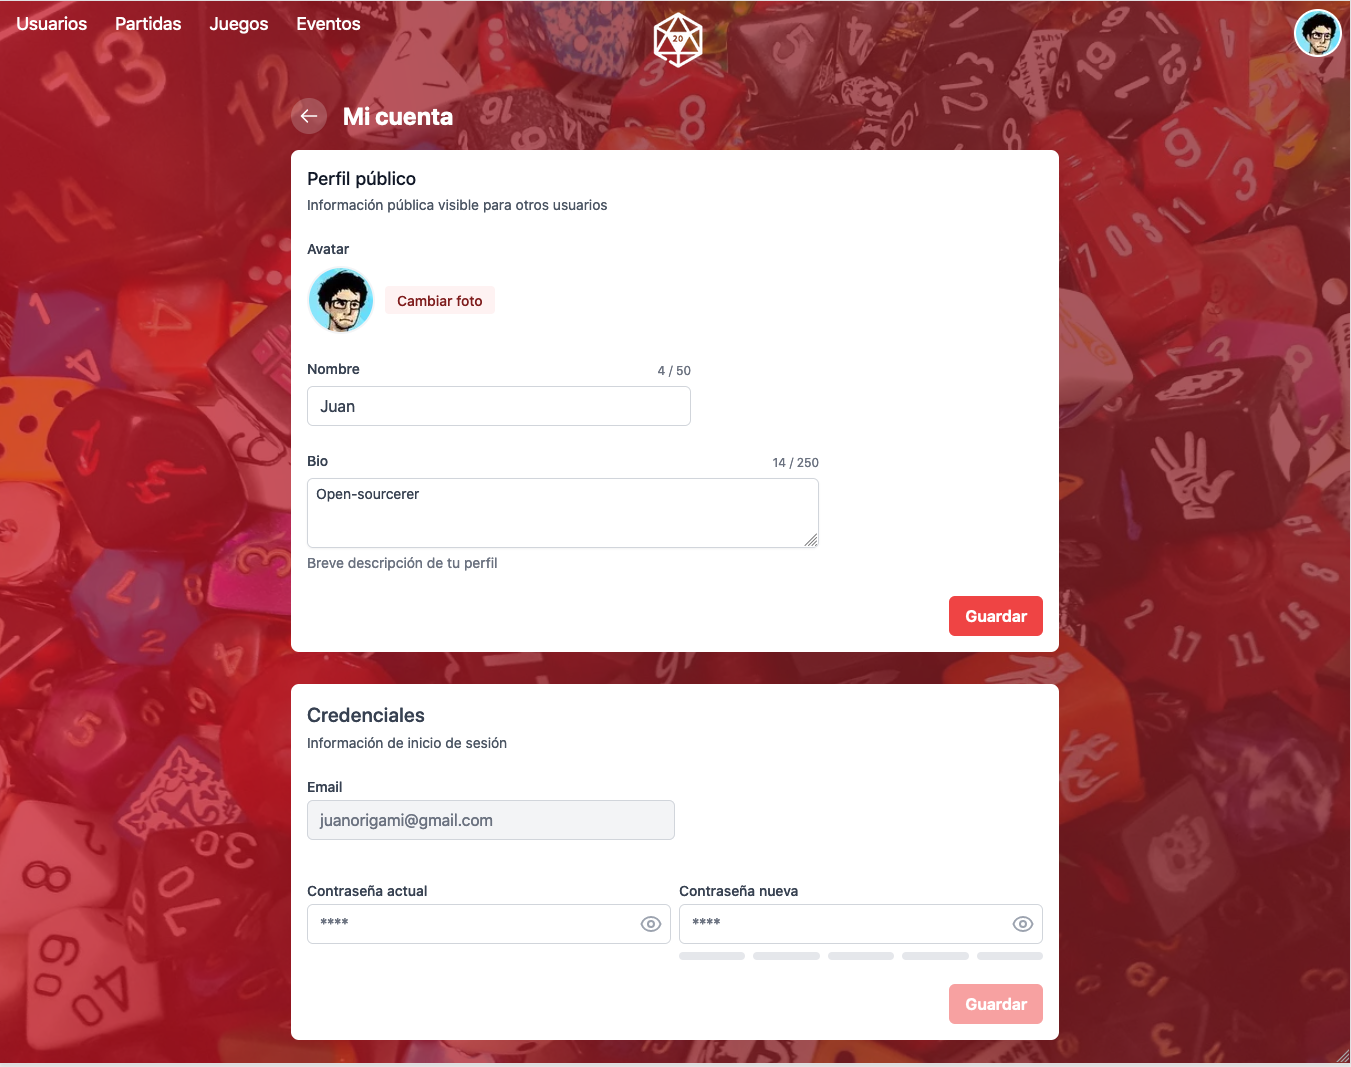 Usuarios Partidas Juegos Eventos
20
Mi cuenta
Perfil público
Información pública visible para otros usuarios
Avatar
Cambiar foto
Nombre 4 / 50
Juan
Bio 14 / 250
Open-sourcerer
Breve descripción de tu perfil
Guardar
Credenciales
Información de inicio de sesión
Email
juanorigami@gmail.com
Contraseña actual Contraseña nueva
**** ****
Guardar